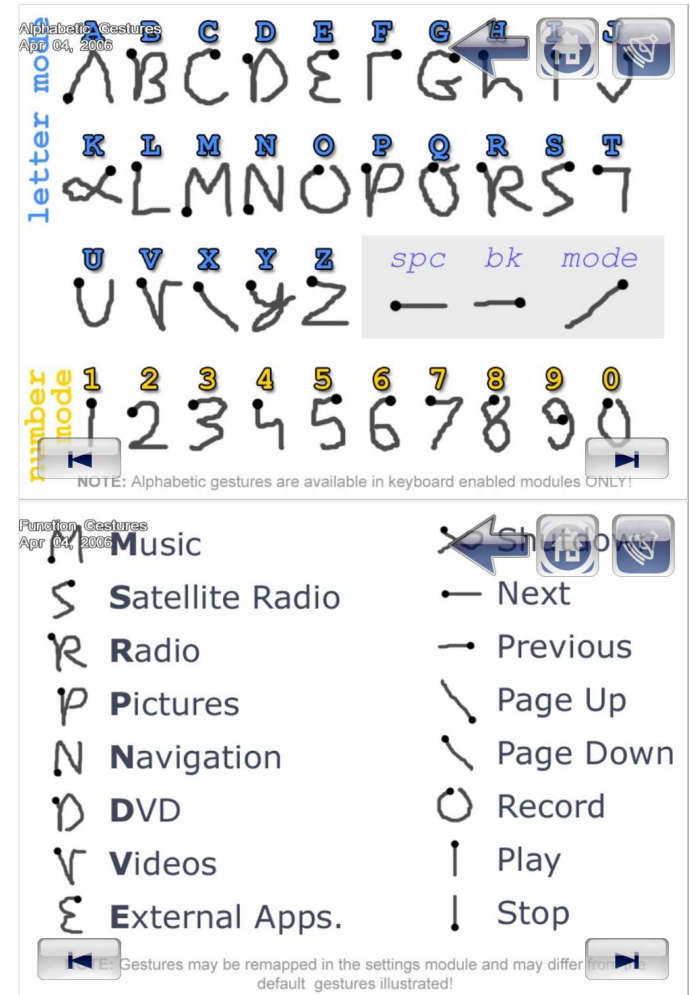 Alphabetic Gestures
Apr 04, 2006
letter mode
A B C D E F G H I J
K L M N O P Q R S T
U V X Y Z
spc bk mode
number mode
1 2 3 4 5 6 7 8 9 0
NOTE: Alphabetic gestures are available in keyboard enabled modules ONLY!
Function Gestures
Apr 04, 2006
Music
Satellite Radio
Radio
Pictures
Navigation
DVD
Videos
External Apps.
Shutdown
Next
Previous
Page Up
Page Down
Record
Play
Stop
NOTE: Gestures may be remapped in the settings module and may differ from the
default gestures illustrated!